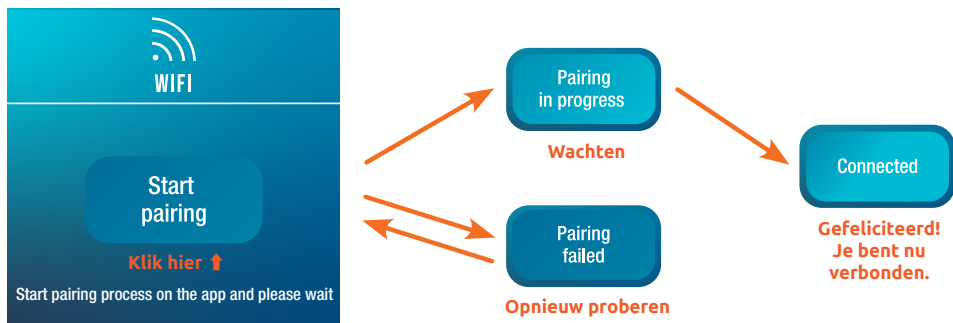 WIFI
Start
pairing
Klik hier
Start pairing process on the app and please wait
Pairing
in progress
Wachten
Pairing
failed
Opnieuw proberen
Connected
Gefeliciteerd!
Je bent nu
verbonden.